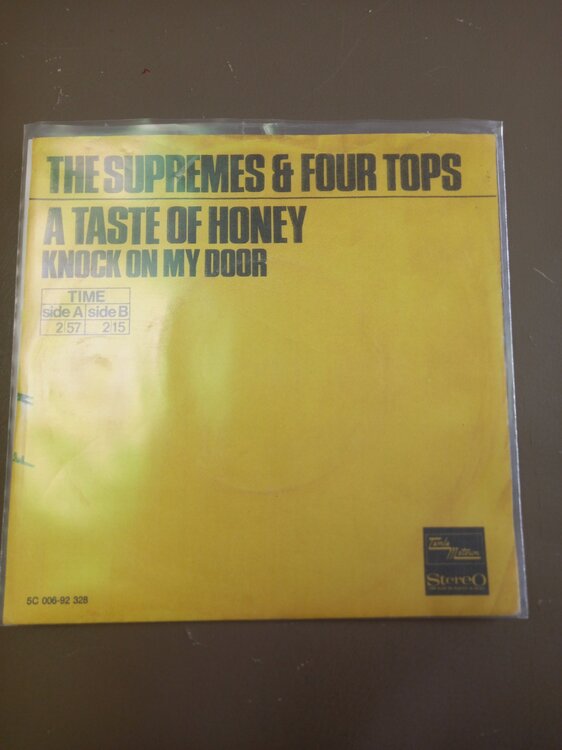 THE SUPREMES & FOUR TOPS
A TASTE OF HONEY
KNOCK ON MY DOOR
TIME
side A side B
2 57 2 15
Tamla
Motown
Stereo
5C 006-92 328